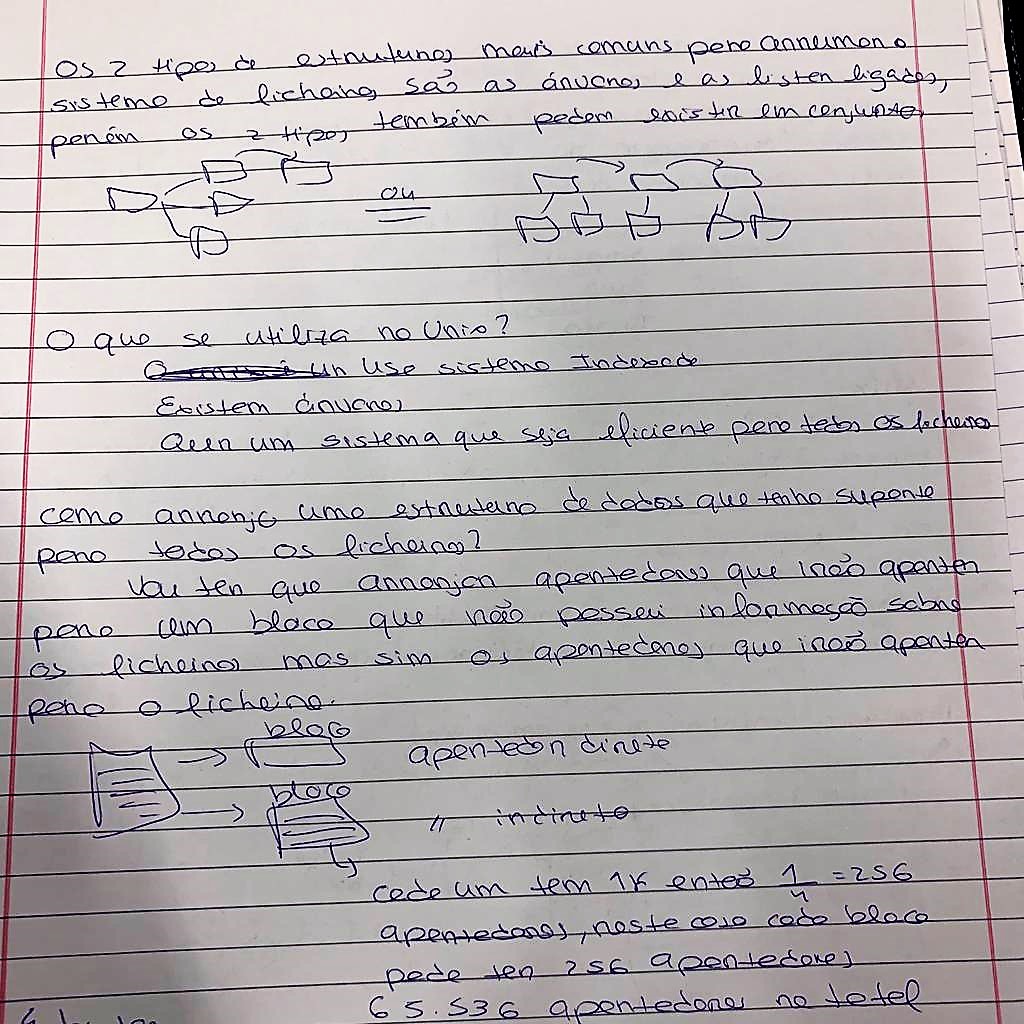 Os 2 tipos de estruturas mais comuns para arrumar o
sistema de ficheiros são as árvores e as listas ligadas,
porém os 2 tipos também podem existir em conjunto
ou
O que se utiliza no Unix?
un Usa sistema Indexado
Existem árvores
Quer um sistema que seja eficiente para todos os ficheiros
como arranjo uma estrutura de dados que tenha suporte
para todos os ficheiros?
Vou ter que arranjar apontadores que irão apontar
para um bloco que não possui informação sobre
os ficheiros mas sim os apontadores que irão apontar
para o ficheiro.
bloco
apontador direto
bloco
" indireto
cada um tem 1K então 1/4 = 256
apontadores, neste caso cada bloco
pode ter 256 apontadores
65.536 apontadores no total